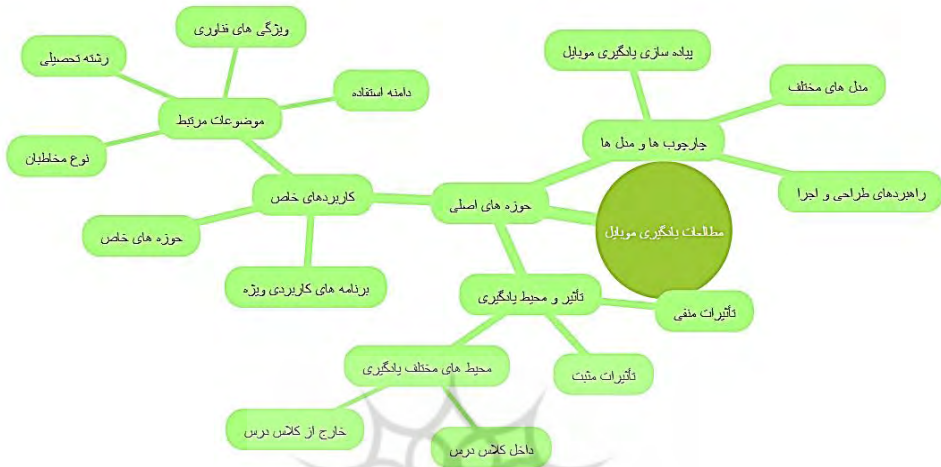 ویژگی های فناوری
رشته تحصیلی
دامنه استفاده
موضوعات مرتبط
نوع مخاطبان
کاربردهای خاص
حوزه های خاص
برنامه های کاربردی ویژه
پیاده سازی یادگیری موبایل
مدل های مختلف
چارچوب ها و مدل ها
راهبردهای طراحی و اجرا
حوزه های اصلی
مطالعات یادگیری موبایل
تأثیر و محیط یادگیری
تأثیرات منفی
تأثیرات مثبت
محیط های مختلف یادگیری
خارج از کلاس درس
داخل کلاس درس